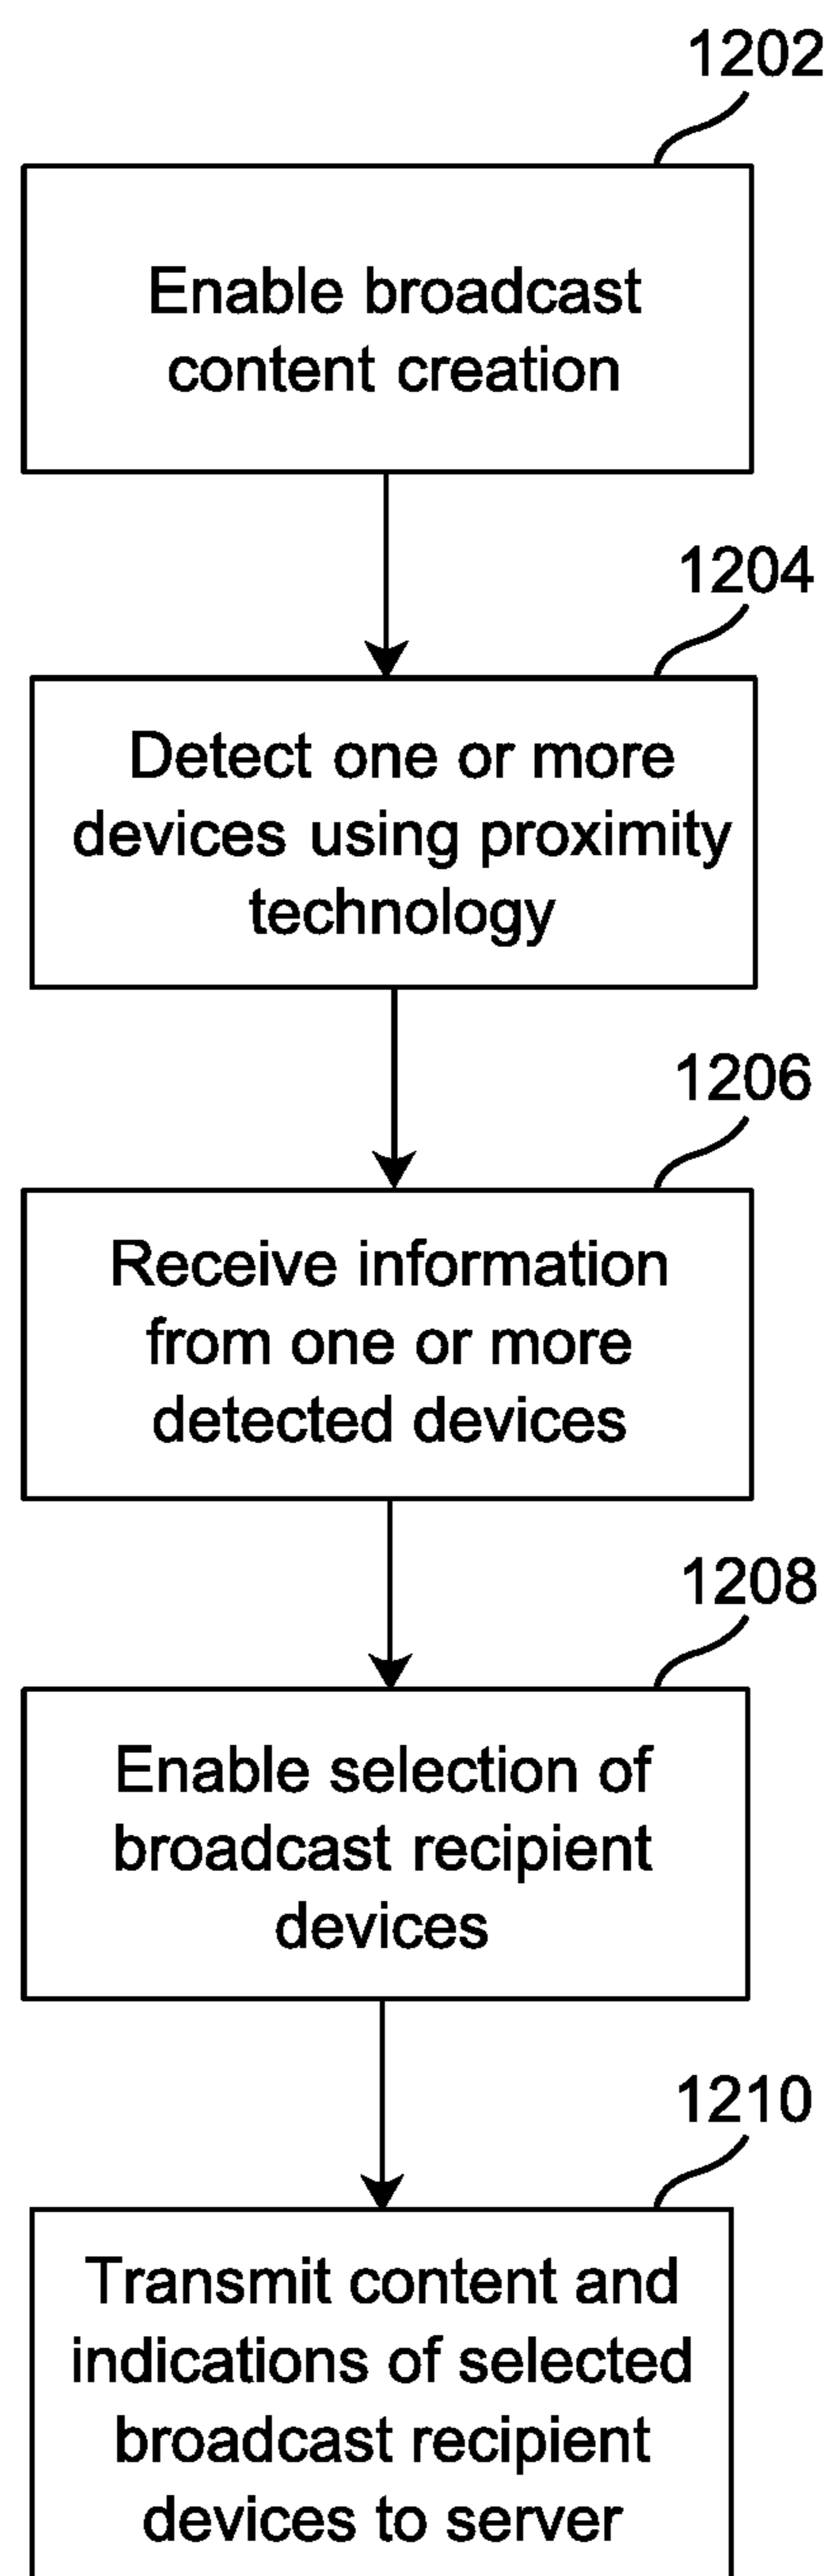 1202
Enable broadcast
content creation
1204
Detect one or more
devices using proximity
technology
1206
Receive information
from one or more
detected devices
1208
Enable selection of
broadcast recipient
devices
1210
Transmit content and
indications of selected
broadcast recipient
devices to server